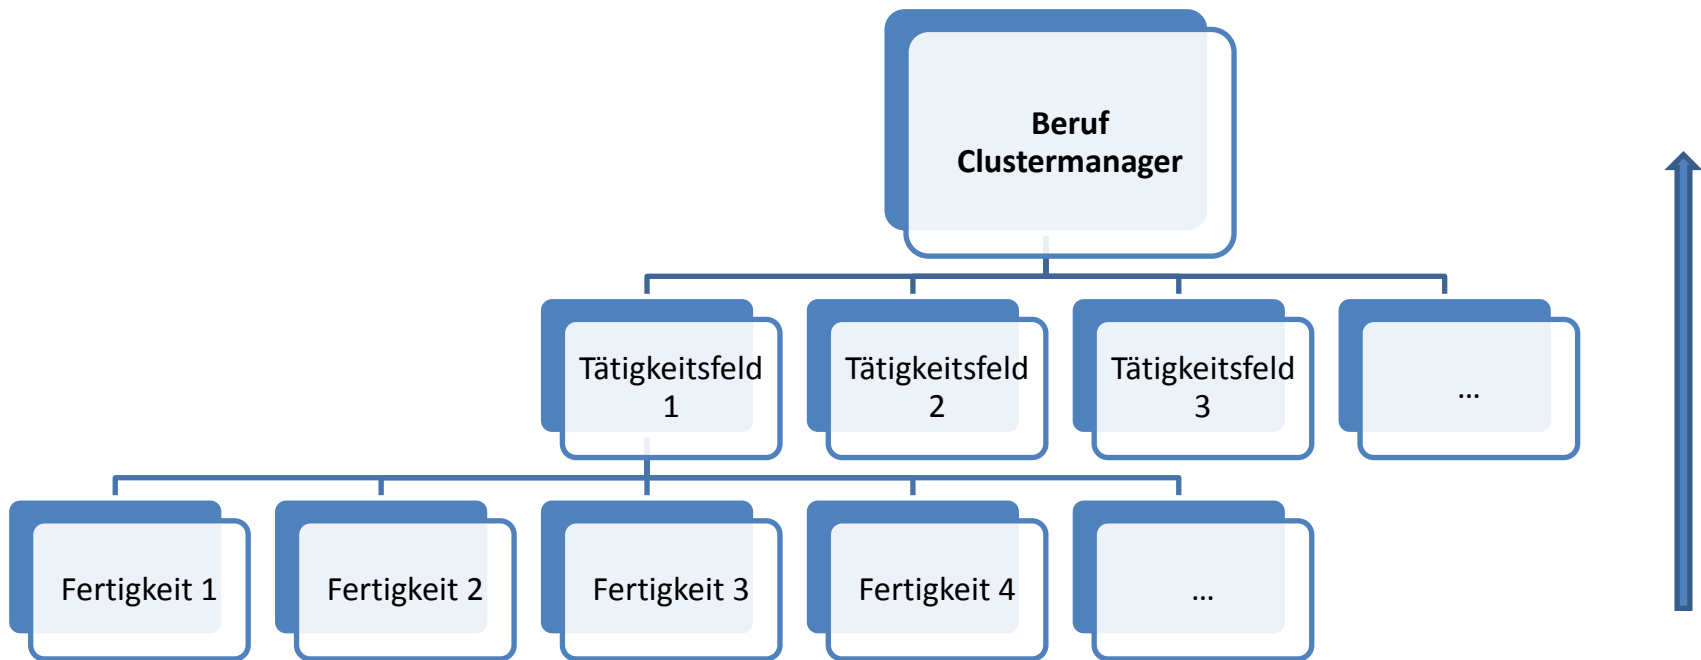 Beruf
Clustermanager
Tätigkeitsfeld
1
Tätigkeitsfeld
2
Tätigkeitsfeld
3
...
Fertigkeit 1
Fertigkeit 2
Fertigkeit 3
Fertigkeit 4
...